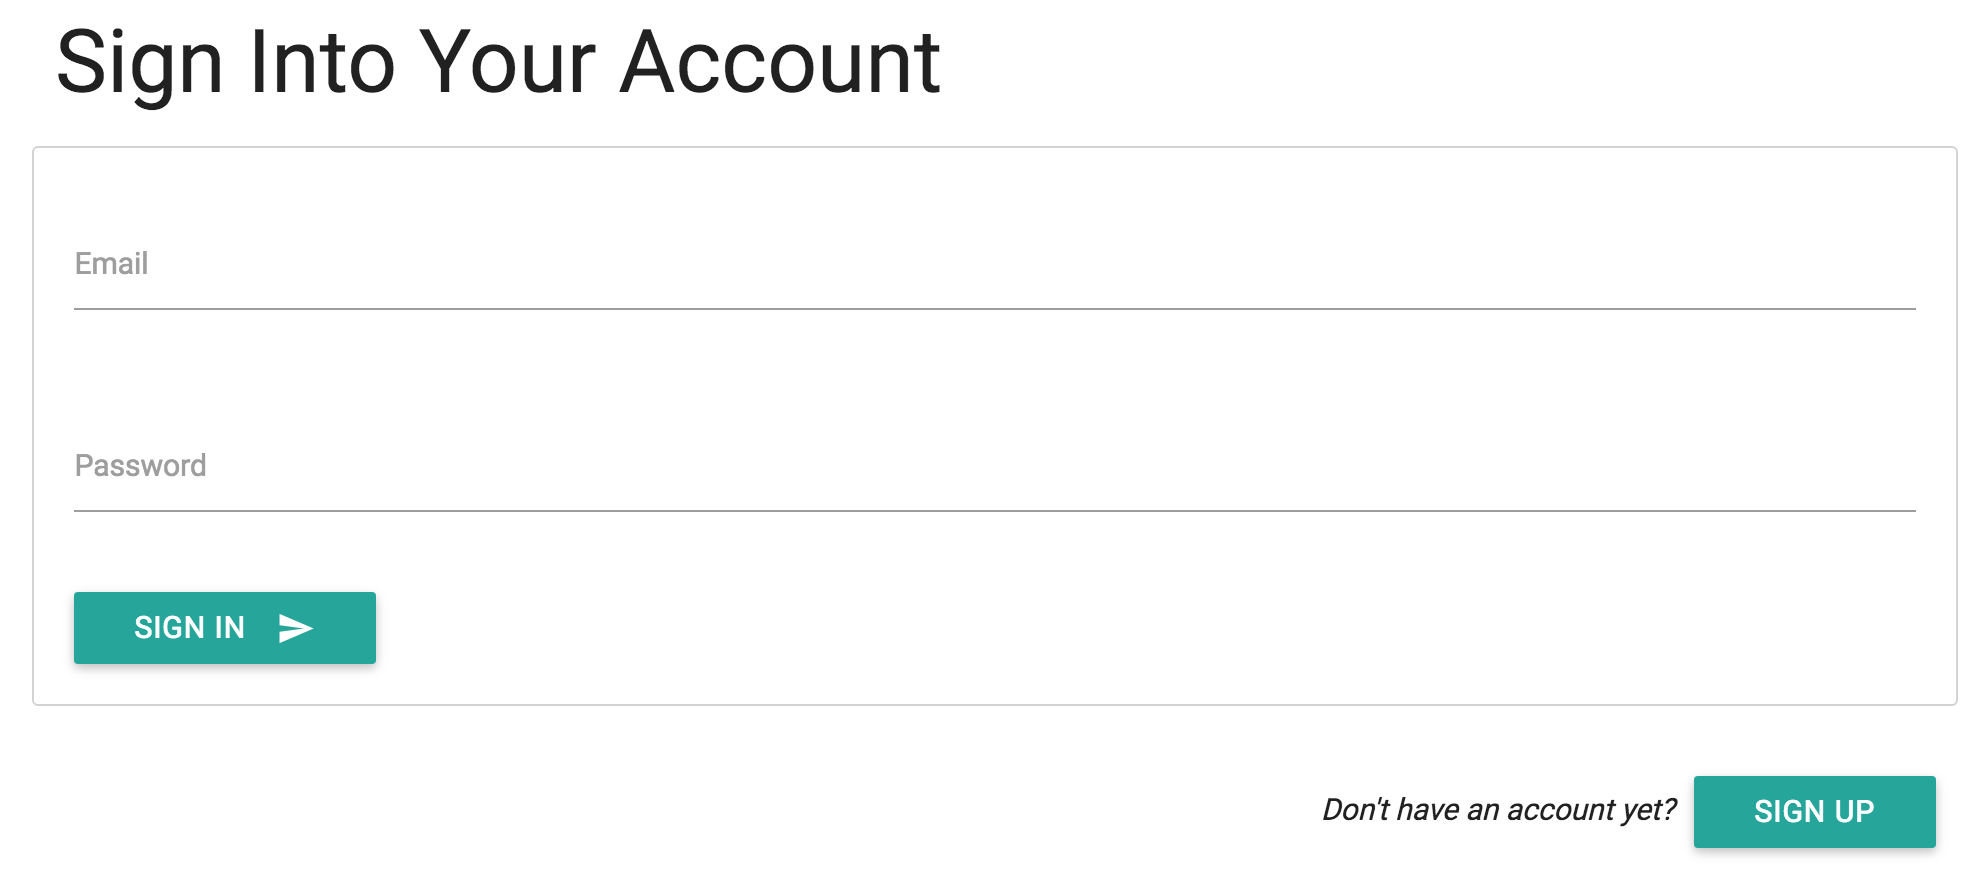 Sign Into Your Account
Email
Password
SIGN IN
Don't have an account yet? SIGN UP